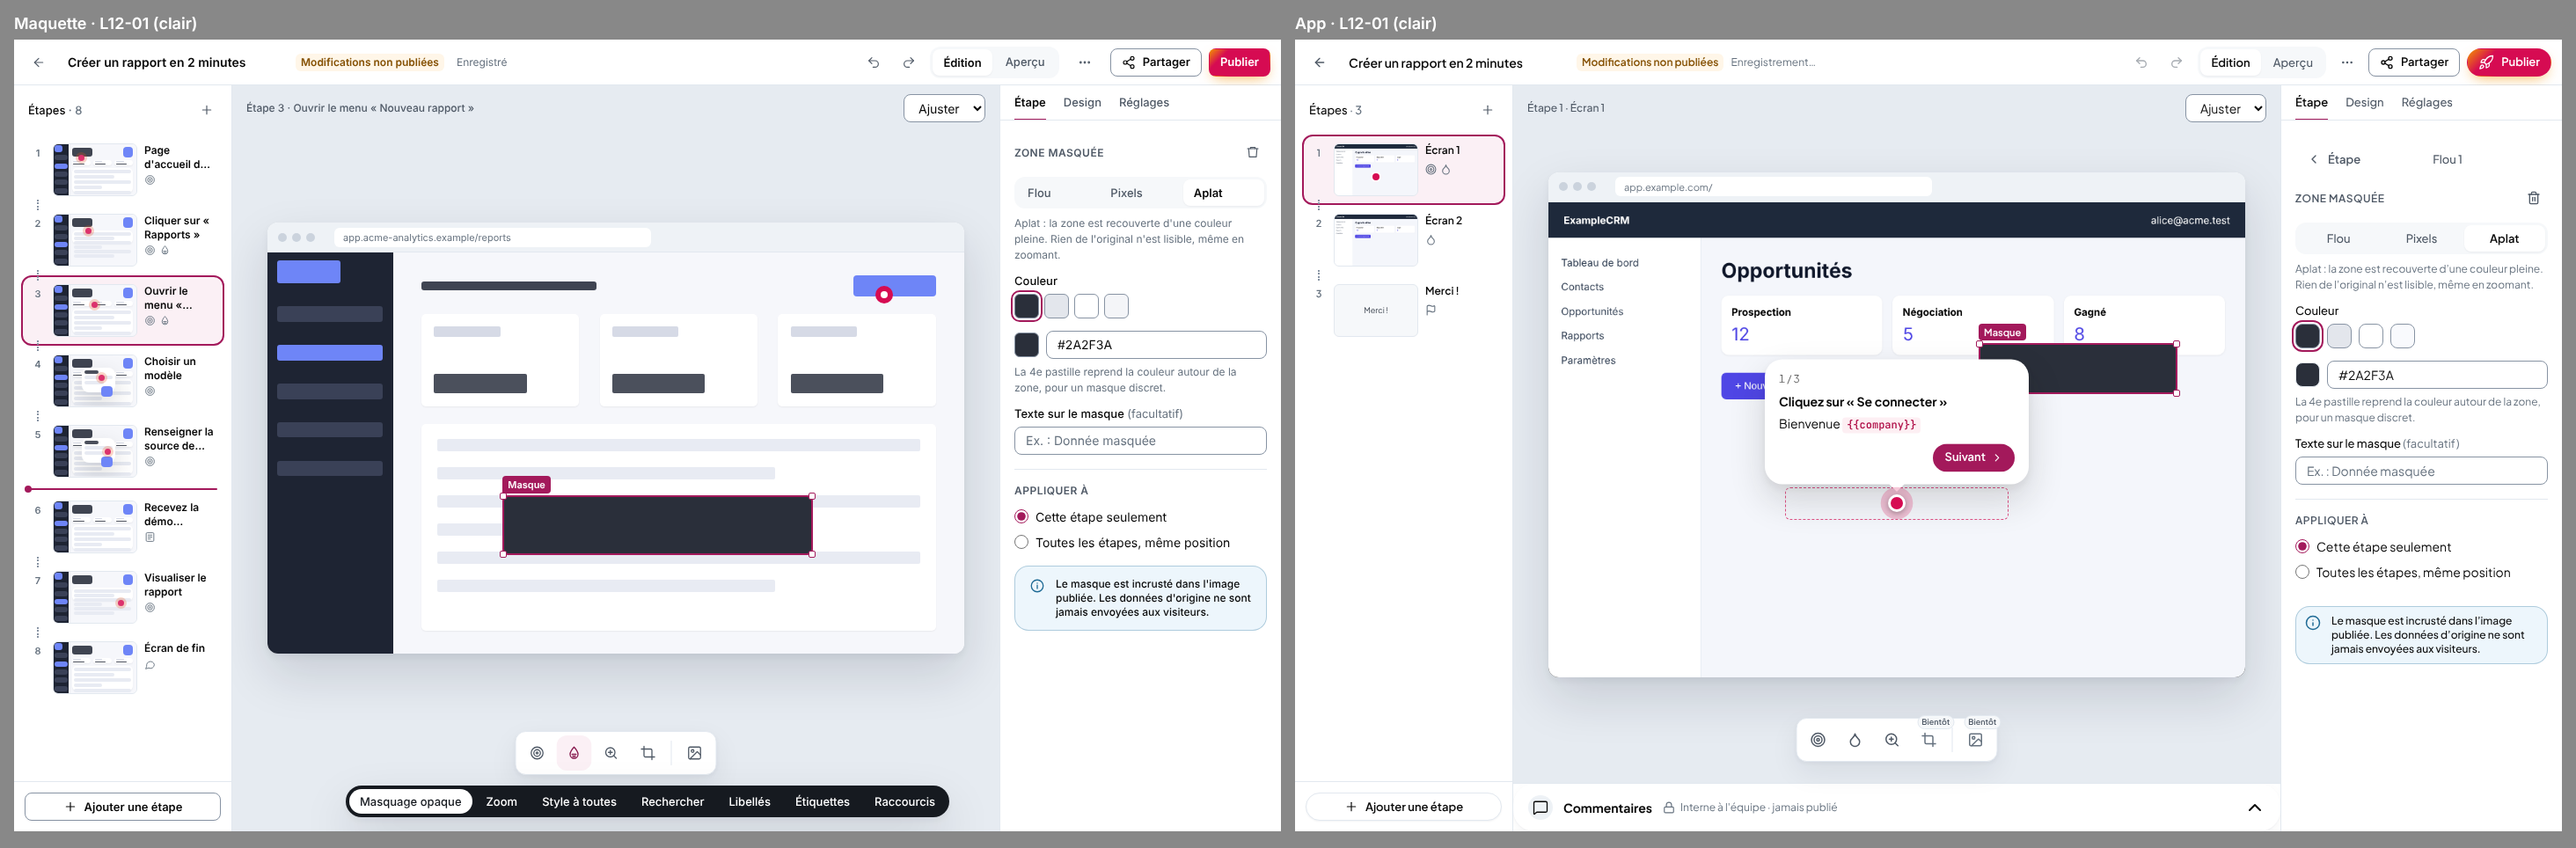 Maquette · L12-01 (clair)
Créer un rapport en 2 minutes
Modifications non publiées
Enregistré
Édition
Aperçu
Partager
Publier
Étapes · 8
1
Page
d'accueil d...
2
Cliquer sur «
Rapports »
3
Ouvrir le
menu «...
4
Choisir un
modèle
5
Renseigner la
source de...
6
Recevez la
démo...
7
Visualiser le
rapport
8
Écran de fin
Ajouter une étape
Étape 3 · Ouvrir le menu « Nouveau rapport »
Ajuster
app.acme-analytics.example/reports
Masque
Masquage opaque
Zoom
Style à toutes
Rechercher
Libellés
Étiquettes
Raccourcis
Étape
Design
Réglages
ZONE MASQUÉE
Flou
Pixels
Aplat
Aplat : la zone est recouverte d'une couleur
pleine. Rien de l'original n'est lisible, même en
zoomant.
Couleur
#2A2F3A
La 4e pastille reprend la couleur autour de la
zone, pour un masque discret.
Texte sur le masque (facultatif)
Ex. : Donnée masquée
APPLIQUER À
Cette étape seulement
Toutes les étapes, même position
Le masque est incrusté dans l'image
publiée. Les données d'origine ne sont
jamais envoyées aux visiteurs.
App · L12-01 (clair)
Créer un rapport en 2 minutes
Modifications non publiées
Enregistrement...
Édition
Aperçu
Partager
Publier
Étapes · 3
1
Écran 1
2
Écran 2
3
Merci !
Merci !
Ajouter une étape
Étape 1 · Écran 1
Ajuster
app.example.com/
ExampleCRM
alice@acme.test
Tableau de bord
Contacts
Opportunités
Rapports
Paramètres
Opportunités
Prospection
12
Négociation
5
Gagné
8
Masque
+ Nouv
1 / 3
Cliquez sur « Se connecter »
Bienvenue {{company}}
Suivant
Bientôt
Bientôt
Commentaires
Interne à l'équipe · jamais publié
Étape
Design
Réglages
Étape
Flou 1
ZONE MASQUÉE
Flou
Pixels
Aplat
Aplat : la zone est recouverte d'une couleur pleine.
Rien de l'original n'est lisible, même en zoomant.
Couleur
#2A2F3A
La 4e pastille reprend la couleur autour de la zone,
pour un masque discret.
Texte sur le masque (facultatif)
Ex. : Donnée masquée
APPLIQUER À
Cette étape seulement
Toutes les étapes, même position
Le masque est incrusté dans l'image
publiée. Les données d'origine ne sont
jamais envoyées aux visiteurs.